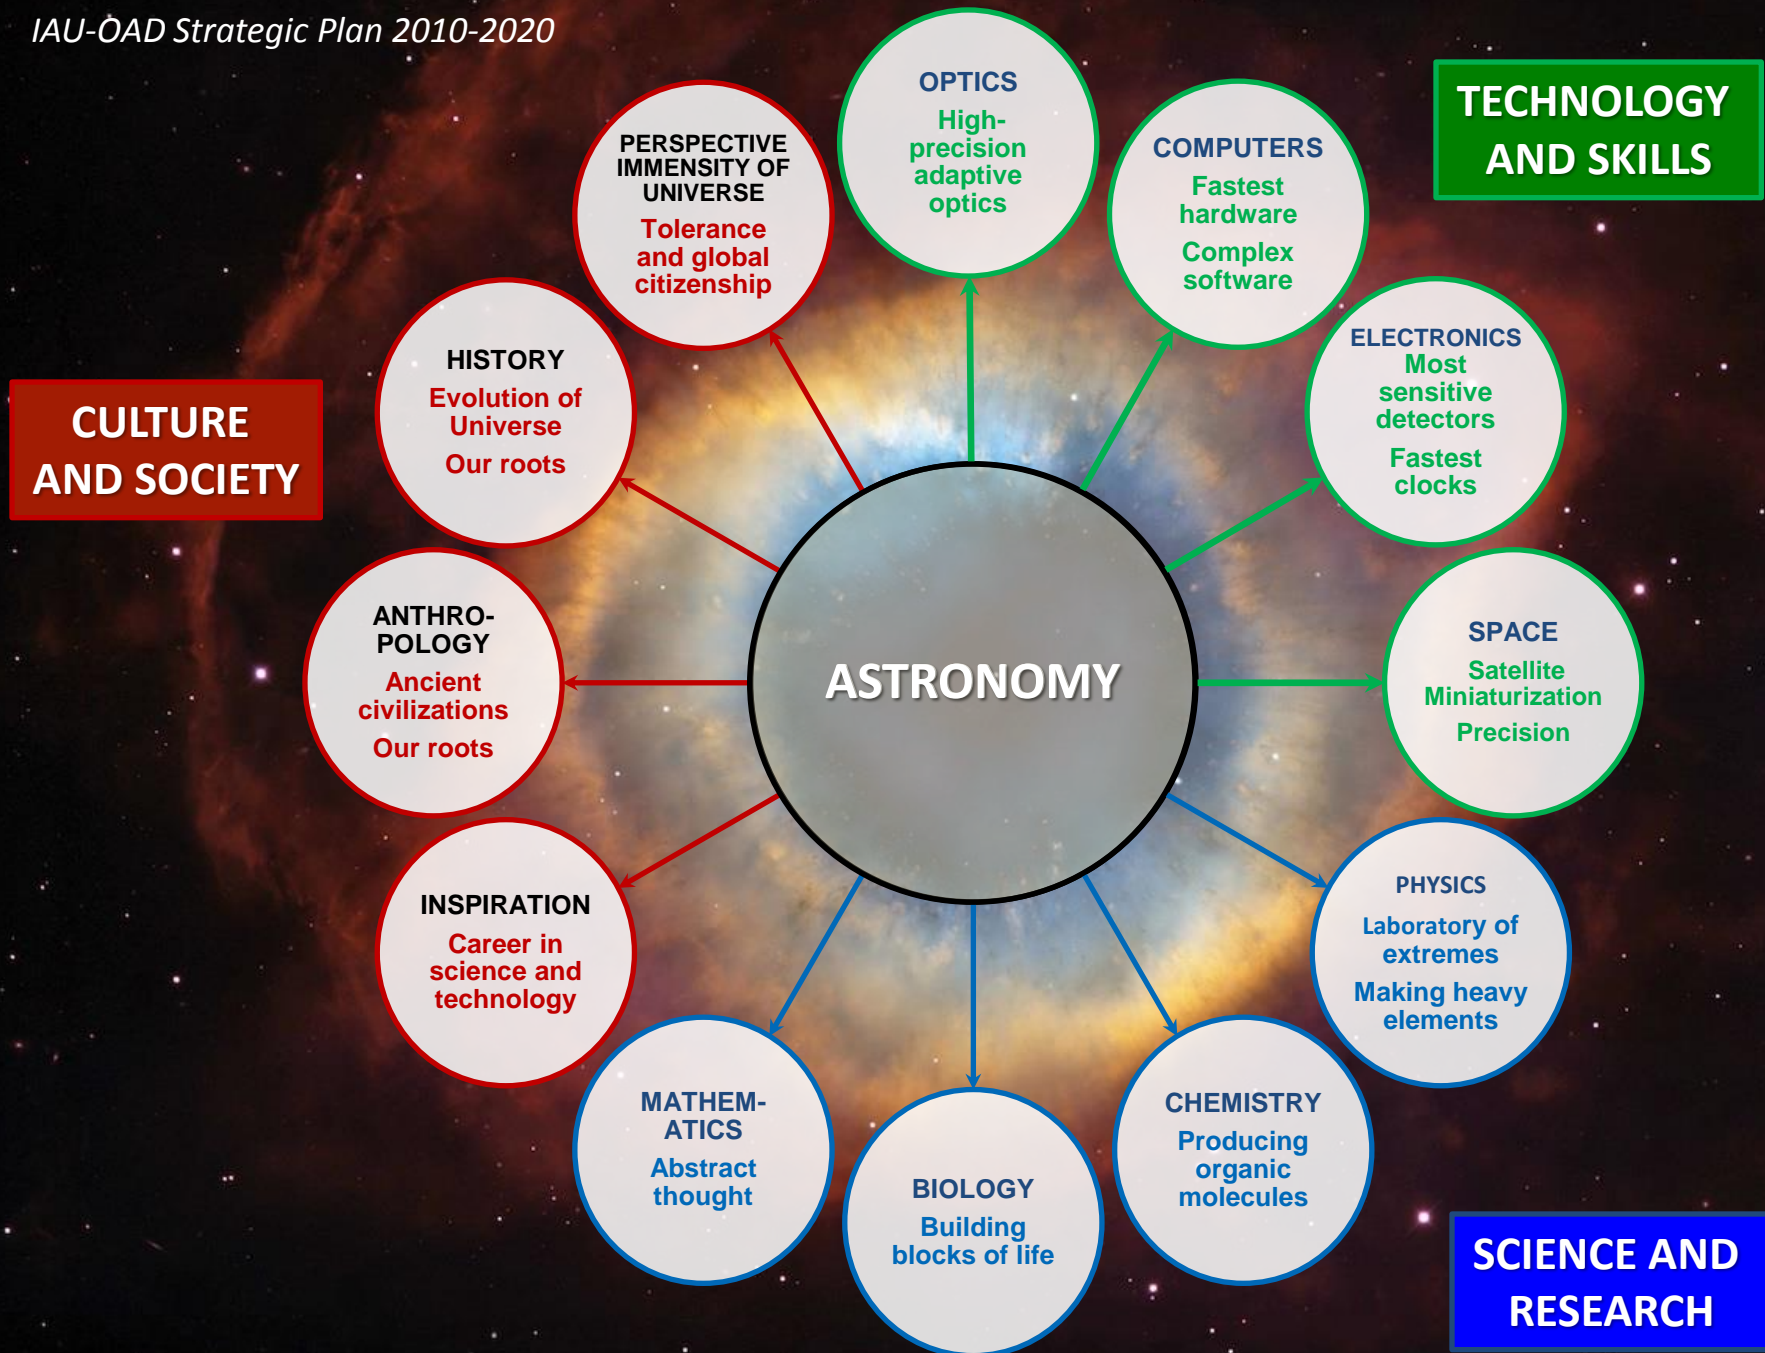 IAU-OAD Strategic Plan 2010-2020
OPTICS
High-
precision
adaptive
optics
COMPUTERS
Fastest
hardware
Complex
software
TECHNOLOGY
AND SKILLS
PERSPECTIVE
IMMENSITY OF
UNIVERSE
Tolerance
and global
citizenship
ELECTRONICS
Most
sensitive
detectors
Fastest
clocks
HISTORY
Evolution of
Universe
Our roots
CULTURE
AND SOCIETY
ANTHRO-
POLOGY
Ancient
civilizations
Our roots
ASTRONOMY
SPACE
Satellite
Miniaturization
Precision
INSPIRATION
Career in
science and
technology
PHYSICS
Laboratory of
extremes
Making heavy
elements
MATHEM-
ATICS
Abstract
thought
BIOLOGY
Building
blocks of life
CHEMISTRY
Producing
organic
molecules
SCIENCE AND
RESEARCH